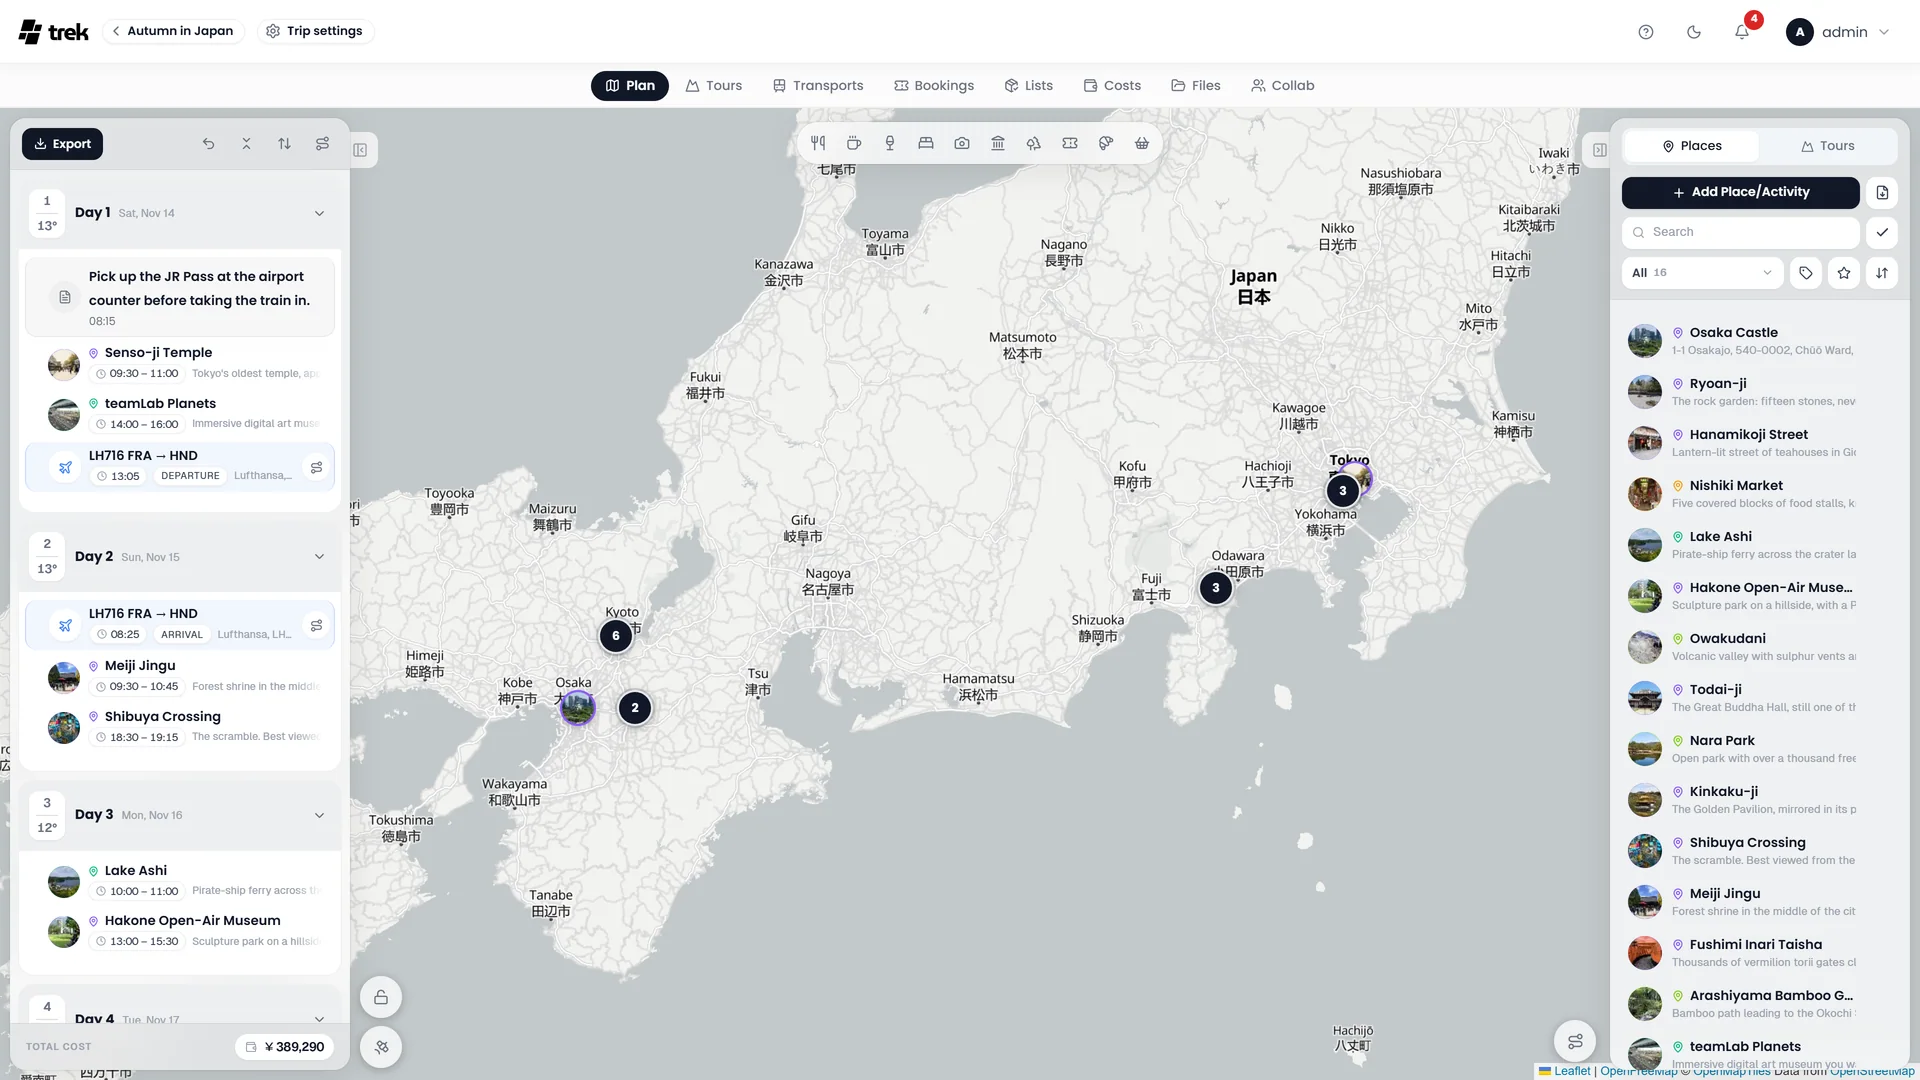 trek
Autumn in Japan
Trip settings
4
A
admin
Plan
Tours
Transports
Bookings
Lists
Costs
Files
Collab
Export
1
13°
Day 1 Sat, Nov 14
Pick up the JR Pass at the airport
counter before taking the train in.
08:15
Senso-ji Temple
09:30 – 11:00 Tokyo's oldest temple, ap
teamLab Planets
14:00 – 16:00 Immersive digital art muse
LH716 FRA → HND
13:05 DEPARTURE Lufthansa,...
2
13°
Day 2 Sun, Nov 15
LH716 FRA → HND
08:25 ARRIVAL Lufthansa, LH...
Meiji Jingu
09:30 – 10:45 Forest shrine in the middle
Shibuya Crossing
18:30 – 19:15 The scramble. Best viewe
3
12°
Day 3 Mon, Nov 16
Lake Ashi
10:00 – 11:00 Pirate-ship ferry across th
Hakone Open-Air Museum
13:00 – 15:30 Sculpture park on a hillsid
4
Day 4 Tue, Nov 17
TOTAL COST
¥ 389,290
七尾市
Toyama
富山市
Kanazawa
金沢市
Nagano
長野市
Matsumoto
松本市
Fukui
福井市
Japan
日本
Nikko
日光市
Nasushiobara
那須塩原市
Iwaki
いわき市
Kitaibaraki
北茨城市
Hitachi
日立市
Mito
水戸市
Kamisu
神栖市
Kawagoe
川越市
Hachioji
八王子市
Kofu
甲府市
Tokyo
3
Yokohama
横浜市
Odawara
小田原市
3
Fuji
富士市
Shizuoka
静岡市
Hamamatsu
浜松市
Gifu
岐阜市
Nagoya
名古屋市
Toyooka
豊岡市
Maizuru
舞鶴市
Kyoto
市
6
Himeji
姫路市
Kobe
神戸市
Osaka
2
Tsu
津市
Wakayama
和歌山市
Tokushima
徳島市
Tanabe
田辺市
Hachijō
八丈町
四万十市
Places
Tours
Add Place/Activity
Search
All 16
Osaka Castle
1-1 Osakajo, 540-0002, Chūō Ward,
Ryoan-ji
The rock garden: fifteen stones, nev
Hanamikoji Street
Lantern-lit street of teahouses in Gio
Nishiki Market
Five covered blocks of food stalls, k
Lake Ashi
Pirate-ship ferry across the crater la
Hakone Open-Air Muse...
Sculpture park on a hillside, with a P
Owakudani
Volcanic valley with sulphur vents a
Todai-ji
The Great Buddha Hall, still one of th
Nara Park
Open park with over a thousand free
Kinkaku-ji
The Golden Pavilion, mirrored in its p
Shibuya Crossing
The scramble. Best viewed from the
Meiji Jingu
Forest shrine in the middle of the cit
Fushimi Inari Taisha
Thousands of vermilion torii gates cl
Arashiyama Bamboo G...
Bamboo path leading to the Okochi
teamLab Planets
Immersive digital art museum you w
Leaflet | OpenFreeMap © OpenMapTiles Data from OpenStreetMap